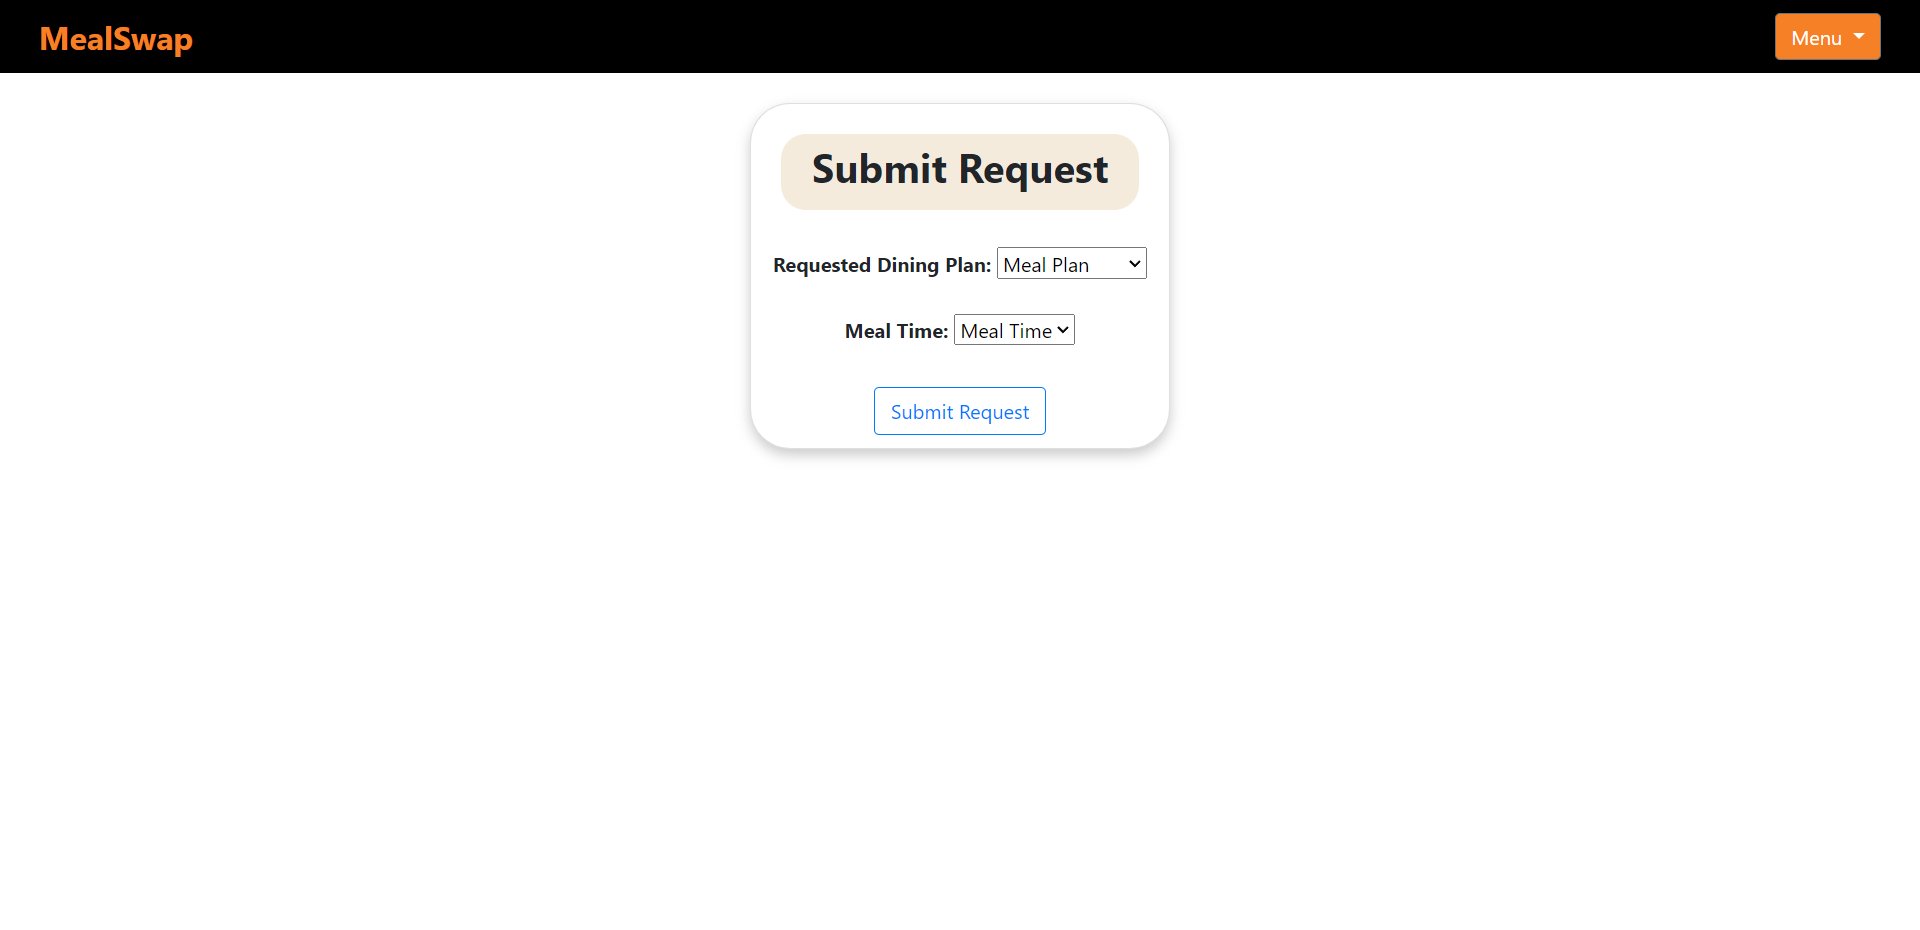 MealSwap
Menu
Submit Request
Requested Dining Plan: Meal Plan
Meal Time: Meal Time
Submit Request